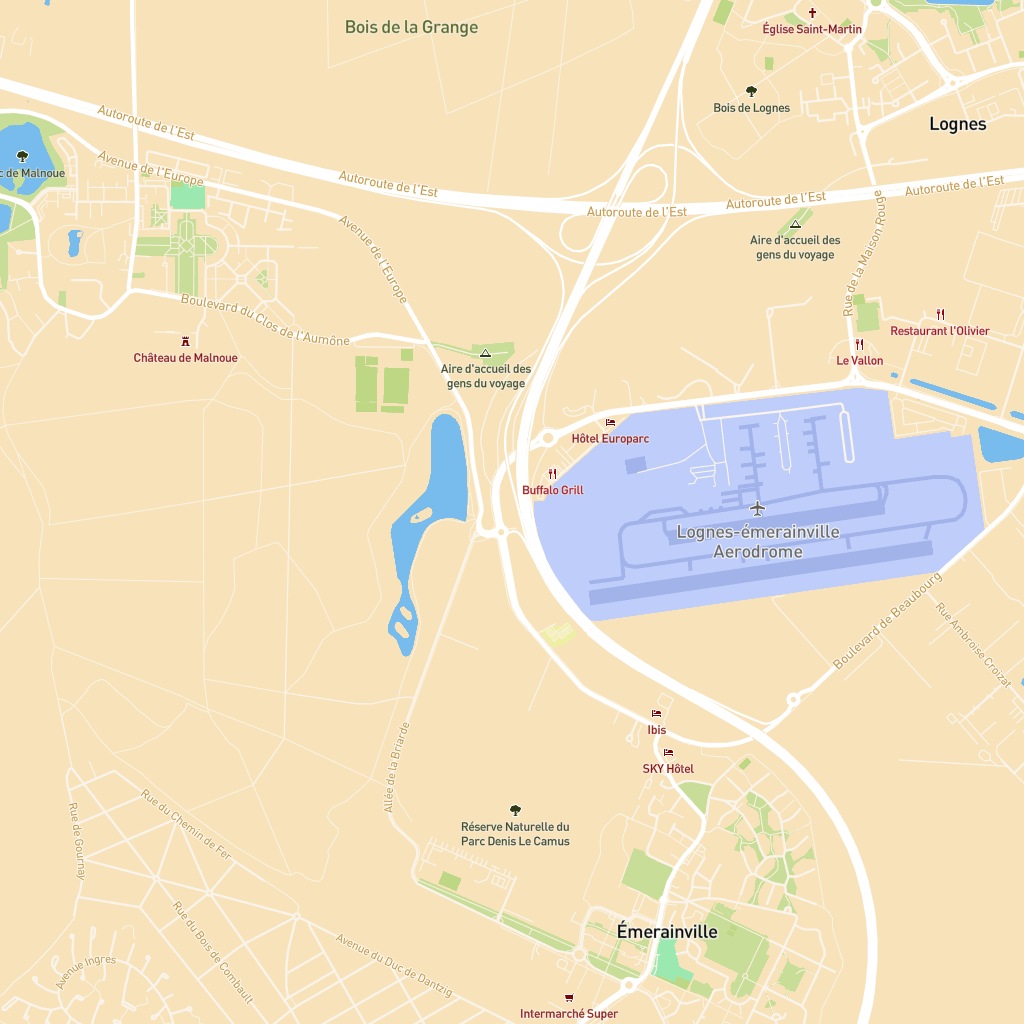 Bois de la Grange
Église Saint-Martin
Bois de Lognes
Lognes
Autoroute de l'Est
Avenue de l'Europe
c de Malnoue
Autoroute de l'Est
Autoroute de l'Est
Autoroute de l'Est
Autoroute de l'Est
Aire d'accueil des
gens du voyage
Rue de la Maison Rouge
Avenue de l'Europe
Boulevard du Clos de l'Aumône
Château de Malnoue
Restaurant l'Olivier
Le Vallon
Aire d'accueil des
gens du voyage
Hôtel Europarc
Buffalo Grill
Lognes-émerainville
Aerodrome
Boulevard de Beaubourg
Rue Ambroise Croizat
Ibis
SKY Hôtel
Allée de la Briarde
Réserve Naturelle du
Parc Denis Le Camus
Rue de Gournay
Rue du Chemin de Fer
Rue du Bois de Combault
Avenue Ingres
Avenue du Duc de Dantzig
Émerainville
Intermarché Super